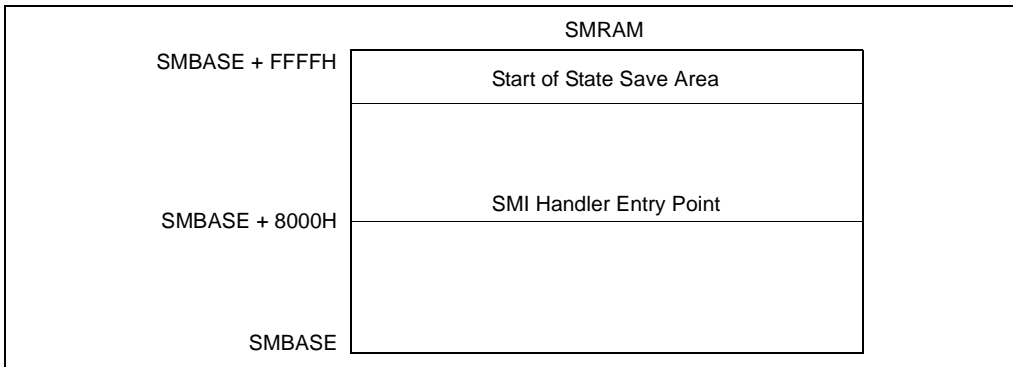 SMRAM
SMBASE + FFFFH
Start of State Save Area
SMI Handler Entry Point
SMBASE + 8000H
SMBASE